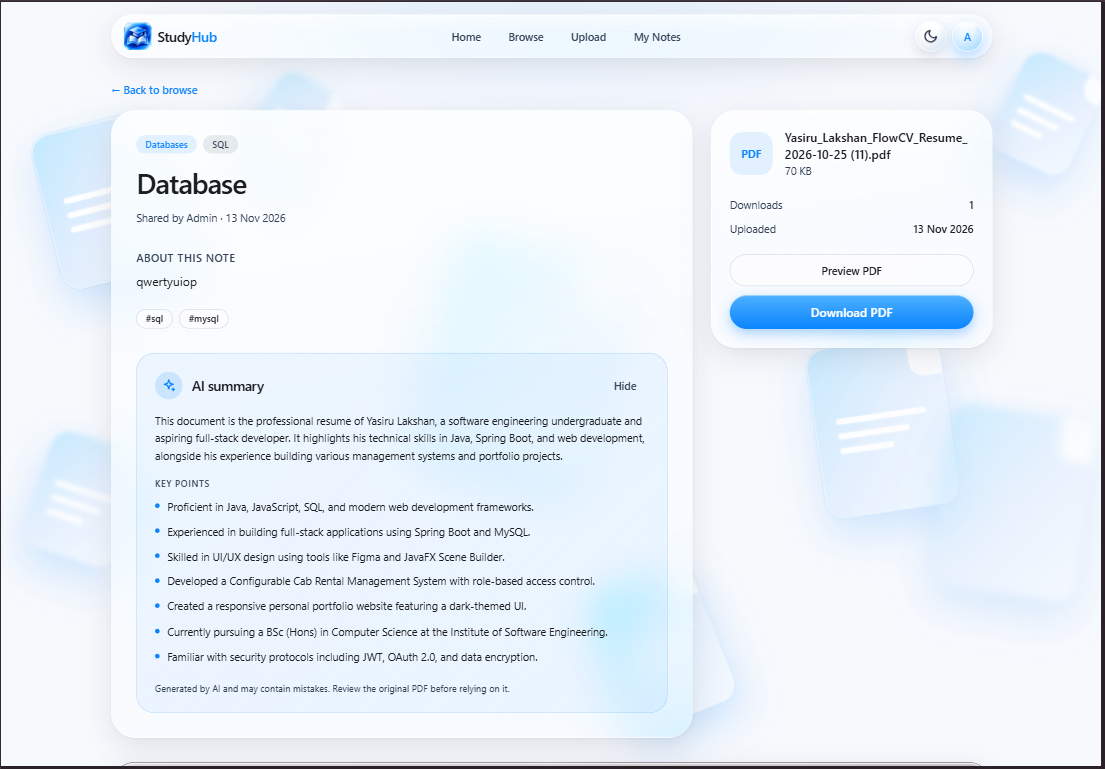 StudyHub
Home Browse Upload My Notes
A
← Back to browse
Databases SQL
Database
Shared by Admin · 13 Nov 2026
ABOUT THIS NOTE
qwertyuiop
#sql #mysql
AI summary
Hide
This document is the professional resume of Yasiru Lakshan, a software engineering undergraduate and
aspiring full-stack developer. It highlights his technical skills in Java, Spring Boot, and web development,
alongside his experience building various management systems and portfolio projects.
KEY POINTS
Proficient in Java, JavaScript, SQL, and modern web development frameworks.
Experienced in building full-stack applications using Spring Boot and MySQL.
Skilled in UI/UX design using tools like Figma and JavaFX Scene Builder.
Developed a Configurable Cab Rental Management System with role-based access control.
Created a responsive personal portfolio website featuring a dark-themed UI.
Currently pursuing a BSc (Hons) in Computer Science at the Institute of Software Engineering.
Familiar with security protocols including JWT, OAuth 2.0, and data encryption.
Generated by AI and may contain mistakes. Review the original PDF before relying on it.
PDF
Yasiru_Lakshan_FlowCV_Resume_
2026-10-25 (11).pdf
70 KB
Downloads 1
Uploaded 13 Nov 2026
Preview PDF
Download PDF